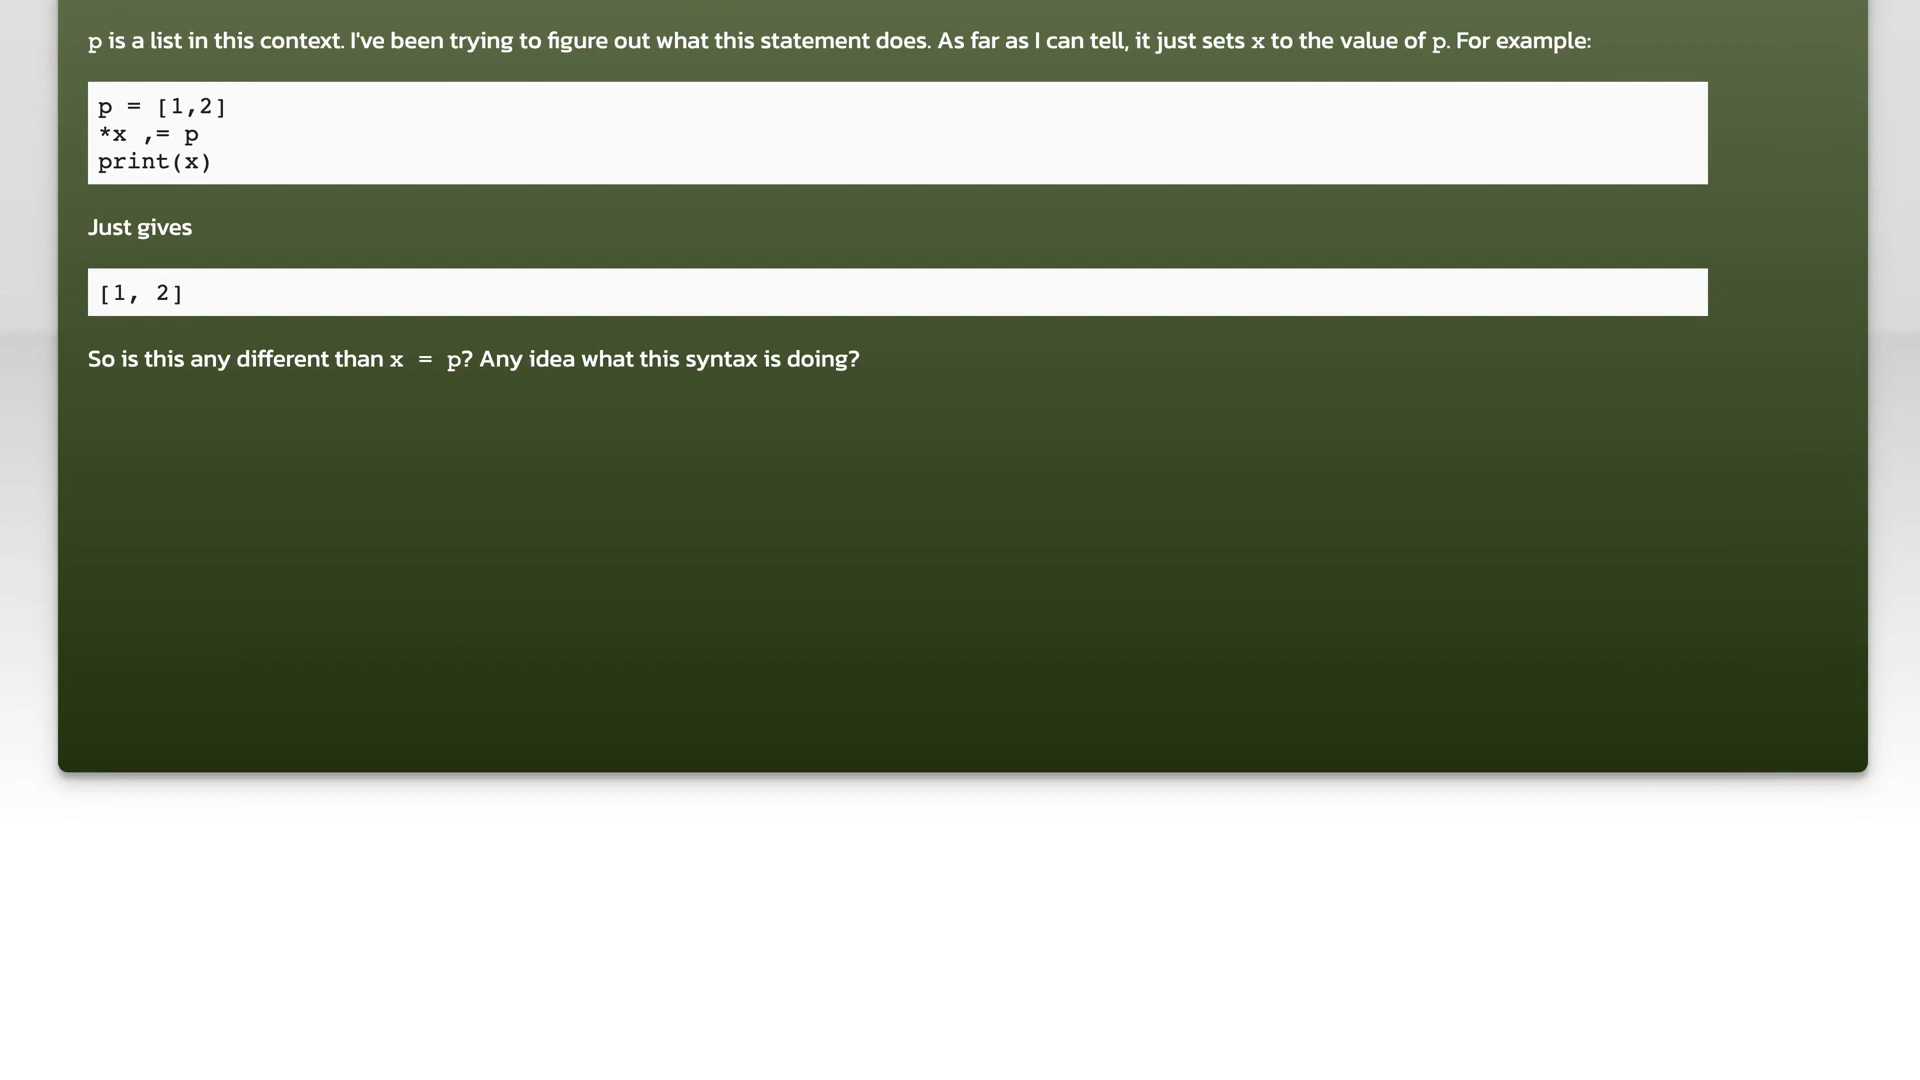 p is a list in this context. I've been trying to figure out what this statement does. As far as I can tell, it just sets x to the value of p. For example:
p = [1,2]
*x ,= p
print(x)
Just gives
[1, 2]
So is this any different than x = p? Any idea what this syntax is doing?